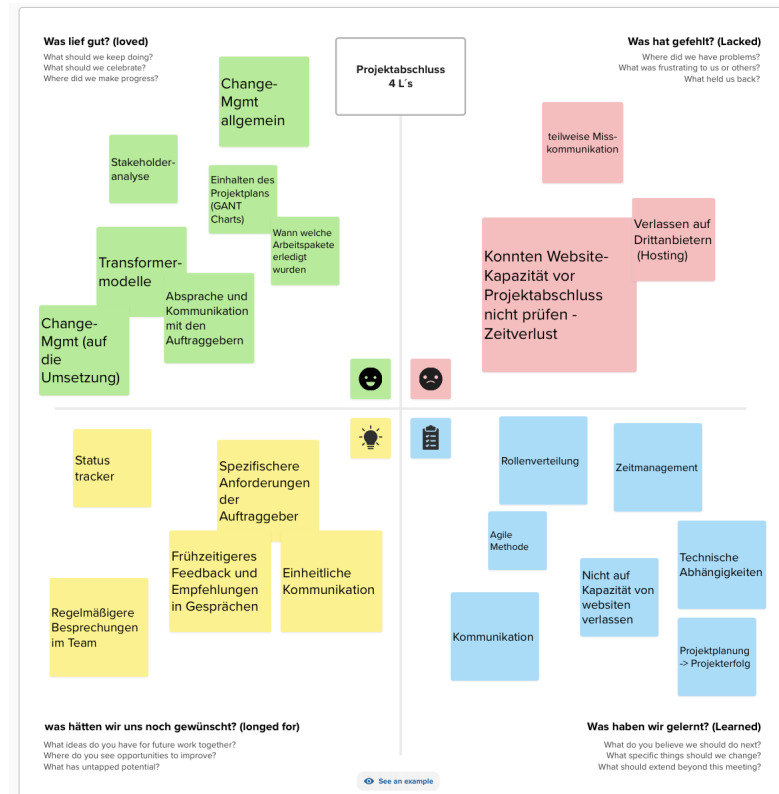 Was lief gut? (loved)
What should we keep doing?
What should we celebrate?
Where did we make progress?
Projektabschluss
4 L´s
Was hat gefehlt? (Lacked)
Where did we have problems?
What was frustrating to us or others?
What held us back?
Change-
Mgmt
allgemein
Stakeholder-
analyse
Einhalten des
Projektplans
(GANT
Charts)
Wann welche
Arbeitspakete
erledigt
wurden
Transformer-
modelle
Absprache und
Kommunikation
mit den
Auftraggebern
Change-
Mgmt (auf
die
Umsetzung)
teilweise Miss-
kommunikation
Verlassen auf
Drittanbietern
(Hosting)
Konnten Website-
Kapazität vor
Projektabschluss
nicht prüfen -
Zeitverlust
Status
tracker
Spezifischere
Anforderungen
der
Auftraggeber
Frühzeitigeres
Feedback und
Empfehlungen
in Gesprächen
Einheitliche
Kommunikation
Regelmäßigere
Besprechungen
im Team
Rollenverteilung
Zeitmanagement
Agile
Methode
Technische
Abhängigkeiten
Nicht auf
Kapazität von
websiten
verlassen
Kommunikation
Projektplanung
-> Projekterfolg
was hätten wir uns noch gewünscht? (longed for)
What ideas do you have for future work together?
Where do you see opportunities to improve?
What has untapped potential?
Was haben wir gelernt? (Learned)
What do you believe we should do next?
What specific things should we change?
What should extend beyond this meeting?
See an example